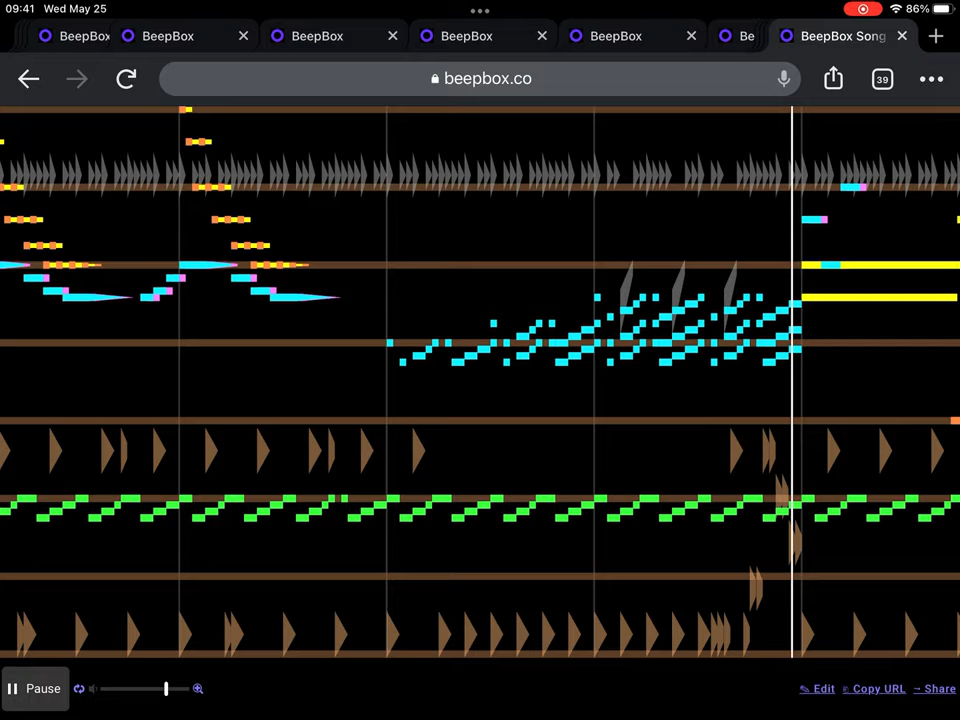 09:41 Wed May 25
86%
BeepBox
BeepBox
BeepBox
BeepBox
BeepBox
Be
BeepBox Song
beepbox.co
39
Pause
Edit
Copy URL
Share